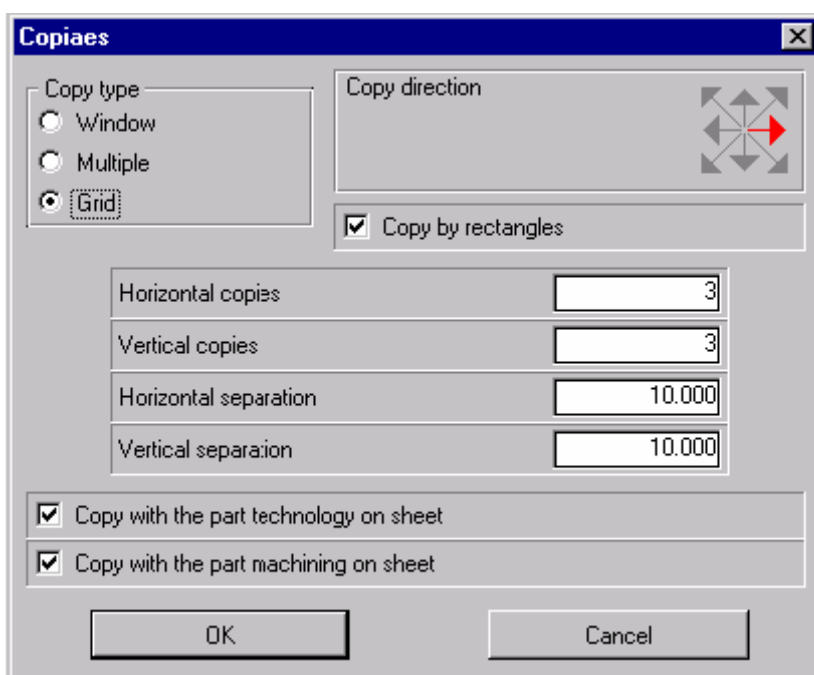 Copiaes
Copy type
Window
Multiple
Grid
Copy direction
Copy by rectangles
Horizontal copies 3
Vertical copies 3
Horizontal separation 10.000
Vertical separation 10.000
Copy with the part technology on sheet
Copy with the part machining on sheet
OK Cancel